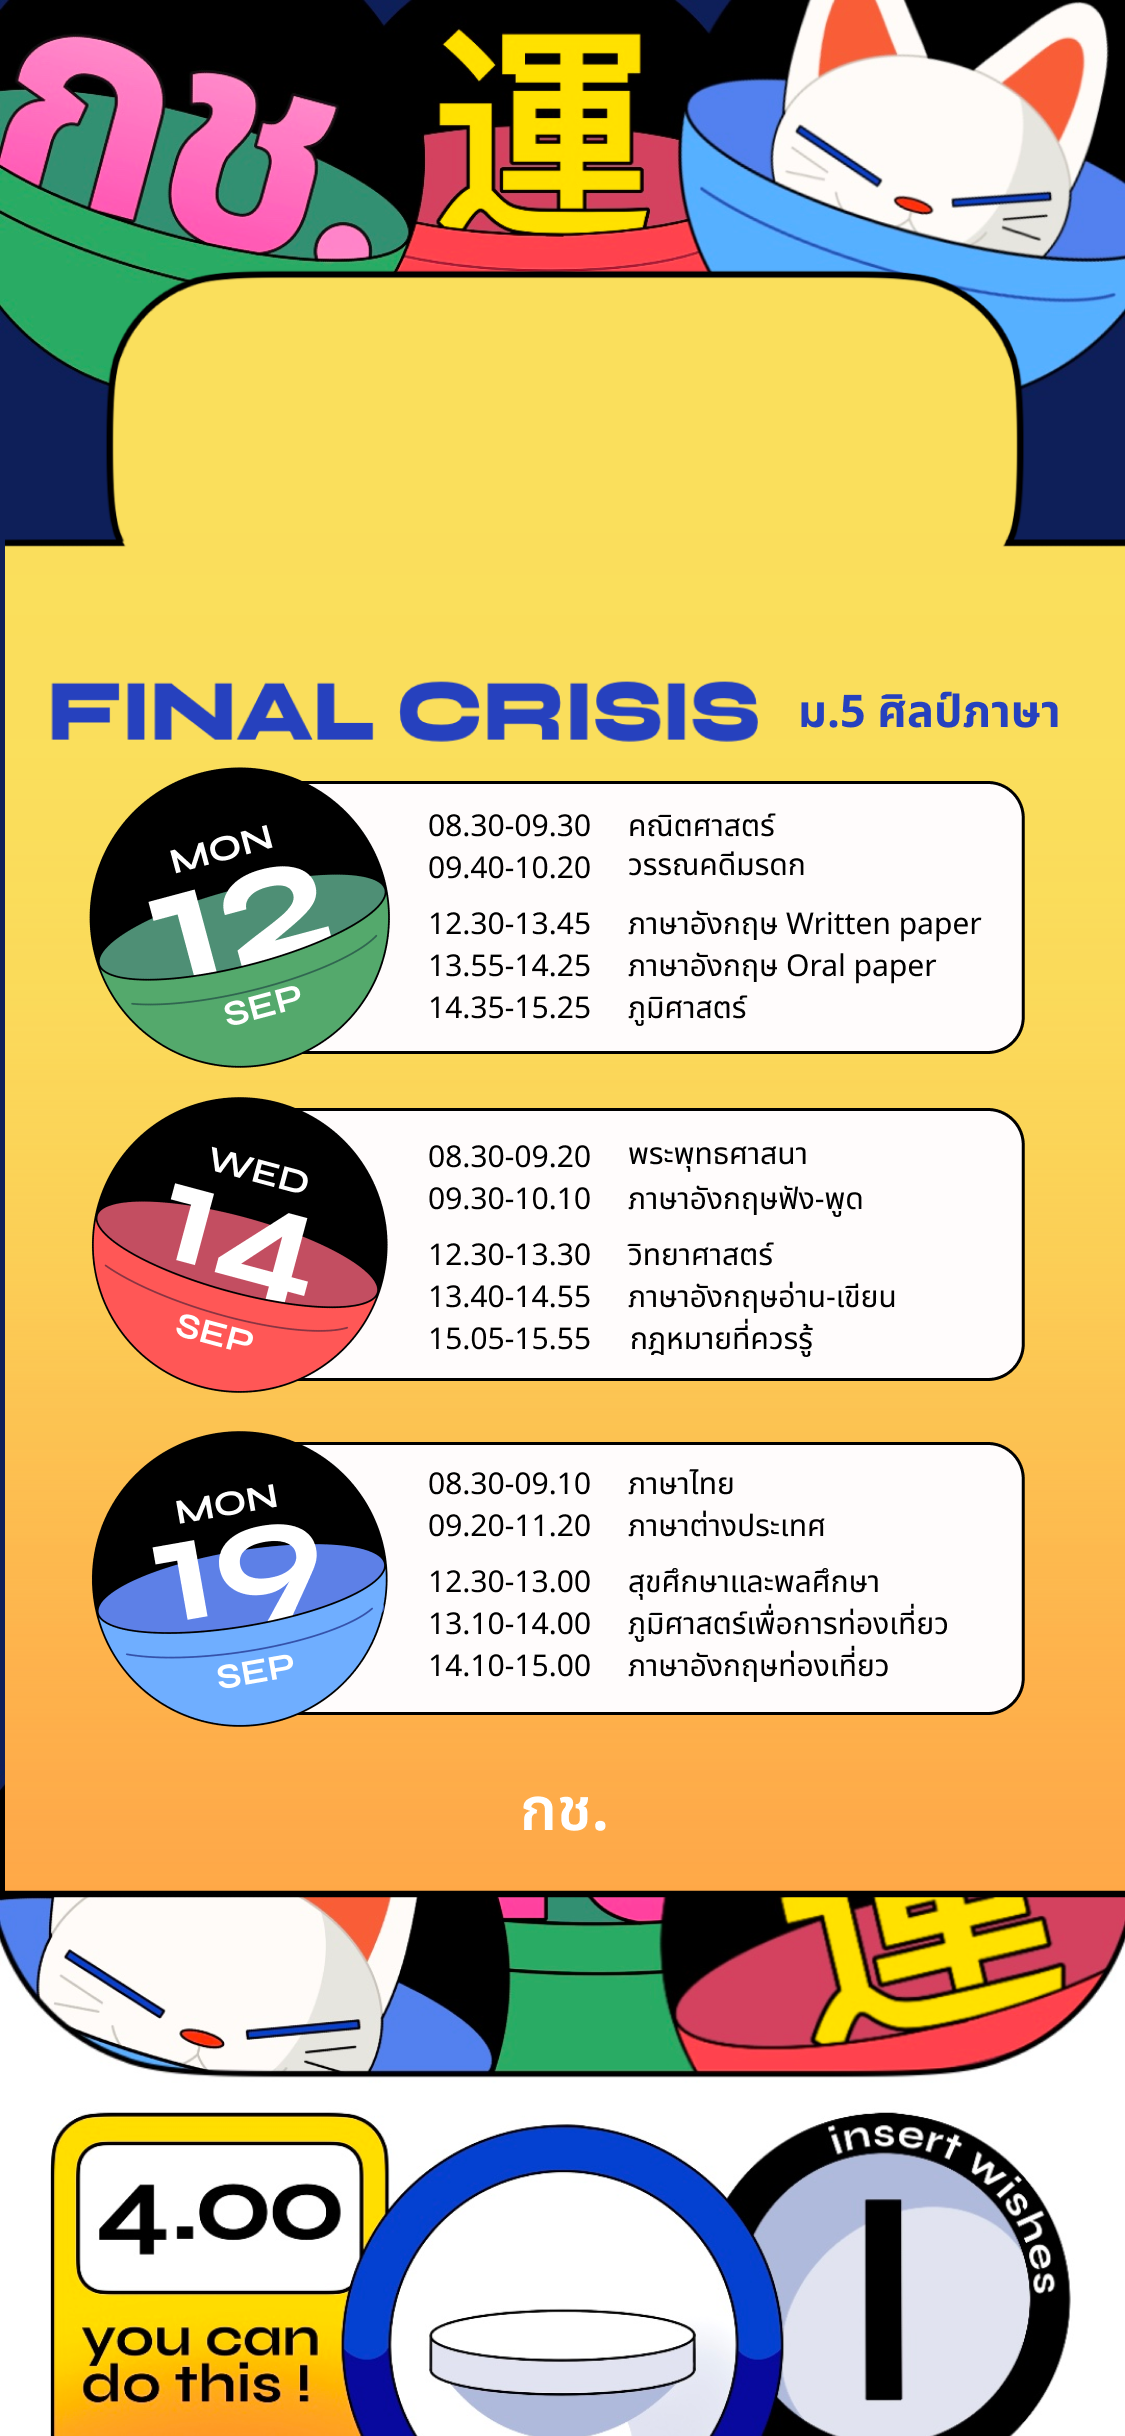 กช.
運
FINAL CRISIS ม.5 ศิลป์ภาษา
MON
12
SEP
08.30-09.30 คณิตศาสตร์
09.40-10.20 วรรณคดีมรดก
12.30-13.45 ภาษาอังกฤษ Written paper
13.55-14.25 ภาษาอังกฤษ Oral paper
14.35-15.25 ภูมิศาสตร์
WED
14
SEP
08.30-09.20 พระพุทธศาสนา
09.30-10.10 ภาษาอังกฤษฟัง-พูด
12.30-13.30 วิทยาศาสตร์
13.40-14.55 ภาษาอังกฤษอ่าน-เขียน
15.05-15.55 กฎหมายที่ควรรู้
MON
19
SEP
08.30-09.10 ภาษาไทย
09.20-11.20 ภาษาต่างประเทศ
12.30-13.00 สุขศึกษาและพลศึกษา
13.10-14.00 ภูมิศาสตร์เพื่อการท่องเที่ยว
14.10-15.00 ภาษาอังกฤษท่องเที่ยว
กช.
運
insert wishes
4.00
you can
do this !